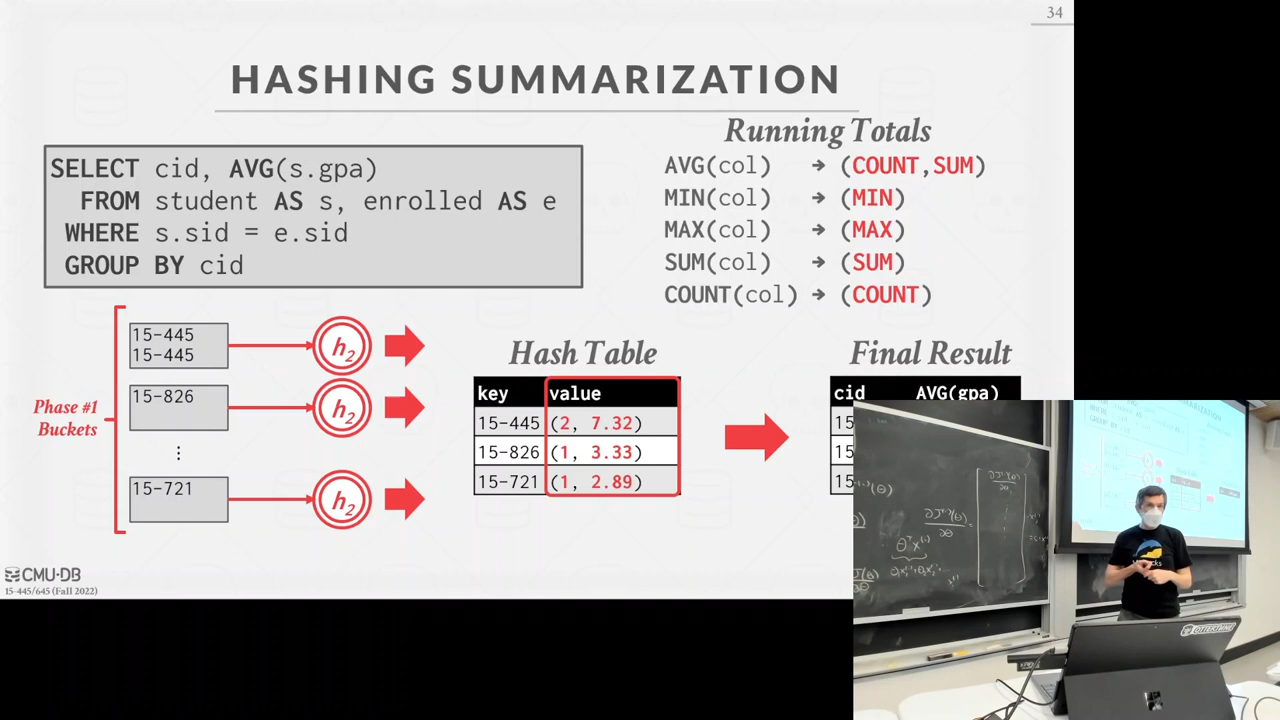 34
HASHING SUMMARIZATION
SELECT cid, AVG(s.gpa)
FROM student AS s, enrolled AS e
WHERE s.sid = e.sid
GROUP BY cid
Running Totals
AVG(col) → (COUNT,SUM)
MIN(col) → (MIN)
MAX(col) → (MAX)
SUM(col) → (SUM)
COUNT(col) → (COUNT)
Phase #1
Buckets
15-445
15-445
h2
15-826
h2
⋮
15-721
h2
Hash Table
key value
15-445 (2, 7.32)
15-826 (1, 3.33)
15-721 (1, 2.89)
Final Result
cid AVG(gpa)
15
15
15
CMU·DB
15-445/645 (Fall 2022)